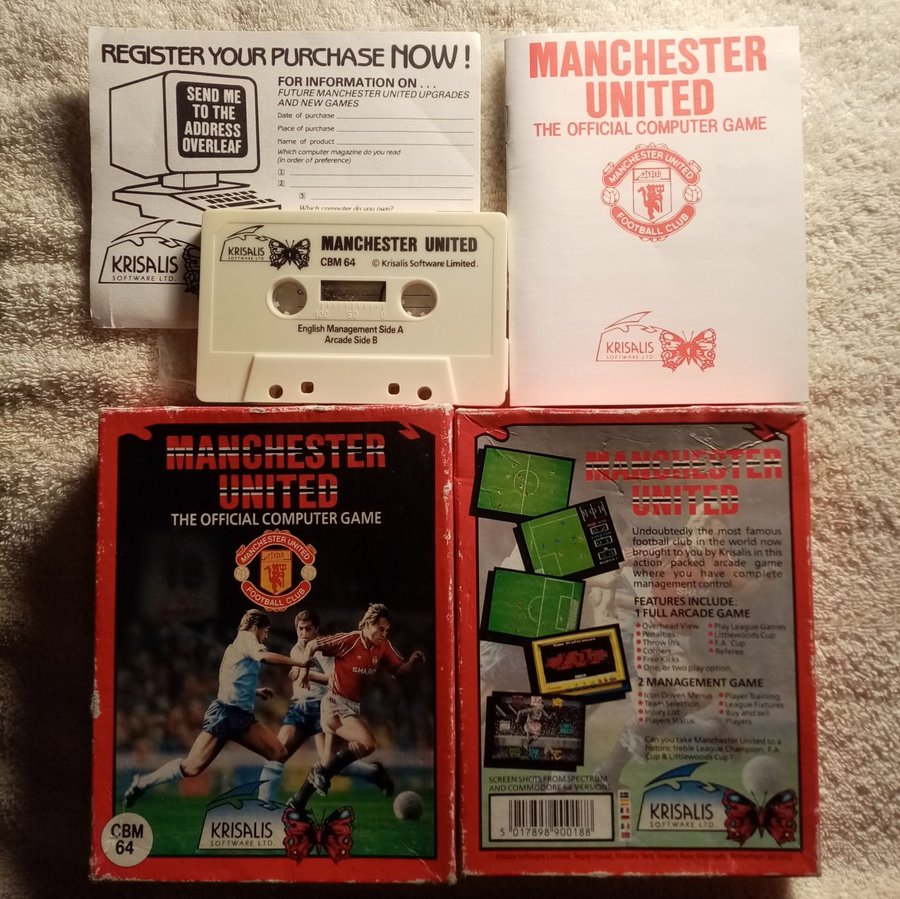 REGISTER YOUR PURCHASE NOW!
SEND ME
TO THE
ADDRESS
OVERLEAF
FOR INFORMATION ON...
FUTURE MANCHESTER UNITED UPGRADES
AND NEW GAMES
Date of purchase
Place of purchase
Name of product
Which computer magazine do you read
(in order of preference)
1
2
3
Which computer do you own?
KRISALIS
SOFTWARE LTD
MANCHESTER
UNITED
THE OFFICIAL COMPUTER GAME
MANCHESTER UNITED
FOOTBALL CLUB
KRISALIS
SOFTWARE LTD
KRISALIS
SOFTWARE LTD
MANCHESTER UNITED
CBM 64 © Krisalis Software Limited.
100 50 0
English Management Side A
Arcade Side B
MANCHESTER
UNITED
THE OFFICIAL COMPUTER GAME
MANCHESTER UNITED
FOOTBALL CLUB
SHARP
CBM
64
KRISALIS
SOFTWARE LTD
MANCHESTER
UNITED
Undoubtedly the most famous
football club in the world now
brought to you by Krisalis in this
action packed arcade game
where you have complete
management control.
FEATURES INCLUDE:
1 FULL ARCADE GAME
• Overhead View • Play League Games
• Penalties • Littlewoods Cup
• Throw Ins • F.A. Cup
• Corners • Referee
• Free Kicks
• One, or two play option
2 MANAGEMENT GAME
• Icon Driven Menus • Player Training
• Team Selection • League Fixtures
• Injury List • Buy and sell
• Players Status Players
Can you take Manchester United to a
historic treble League Champion, F.A.
Cup & Littlewoods Cup?
SCREEN SHOTS FROM SPECTRUM
AND COMMODORE 64 VERSIONS
5 017898 900188
KRISALIS
SOFTWARE LTD